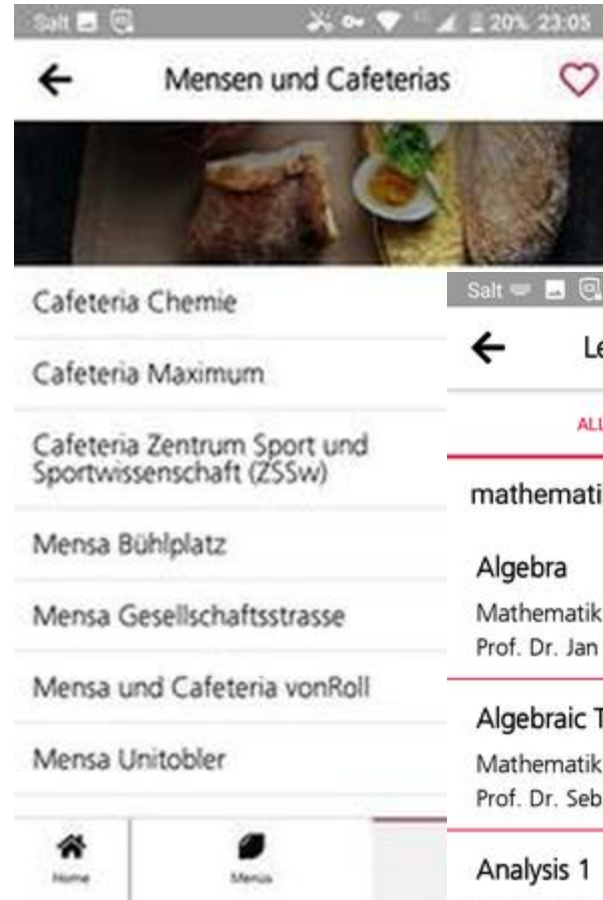 Salt 20% 23:05
Mensen und Cafeterias
Cafeteria Chemie
Cafeteria Maximum
Cafeteria Zentrum Sport und
Sportwissenschaft (ZSSw)
Mensa Bühlplatz
Mensa Gesellschaftsstrasse
Mensa und Cafeteria vonRoll
Mensa Unitobler
Home
Menüs
Salt
Le
ALL
mathemati
Algebra
Mathematik
Prof. Dr. Jan
Algebraic T
Mathematik
Prof. Dr. Seb
Analysis 1